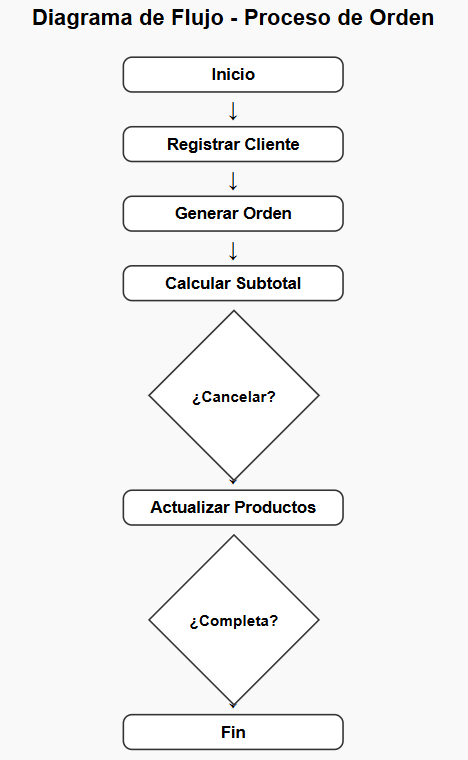 Diagrama de Flujo - Proceso de Orden
Inicio
↓
Registrar Cliente
↓
Generar Orden
↓
Calcular Subtotal
¿Cancelar?
Actualizar Productos
¿Completa?
Fin